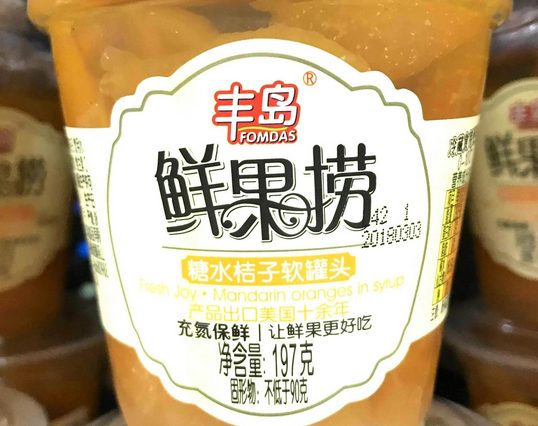 丰岛®
FOMDAS
鲜果捞
42 1
20180303
糖水桔子软罐头
Fresh Joy · Mandarin oranges in syrup
产品出口美国十余年
充氮保鲜|让鲜果更好吃
净含量: 197克
固形物: 不低于90克